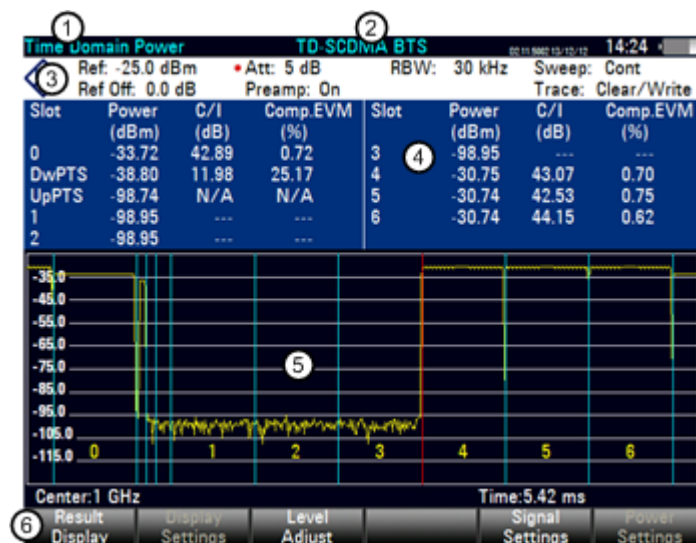 1 2
Time Domain Power TD-SCDMA BTS 02.11.5002 13/12/12 14:24
3 Ref: -25.0 dBm • Att: 5 dB RBW: 30 kHz Sweep: Cont
Ref Off: 0.0 dB Preamp: On Trace: Clear/Write
Slot Power C/I Comp.EVM Slot Power C/I Comp.EVM
(dBm) (dB) (%) (dBm) (dB) (%)
0 -33.72 42.89 0.72 3 4 -98.95 ---  ---
DwPTS -38.80 11.98 25.17 4 -30.75 43.07 0.70
UpPTS -98.74 N/A N/A 5 -30.74 42.53 0.75
1 -98.95 --- --- 6 -30.74 44.15 0.62
2 -98.95 --- ---
-35.0
-45.0
-55.0
-65.0
-75.0 5
-85.0
-95.0
-105.0
-115.0 0 1 2 3 4 5 6
Center:1 GHz Time:5.42 ms
6 Result Display Level Signal Power
Display Settings Adjust Settings Settings